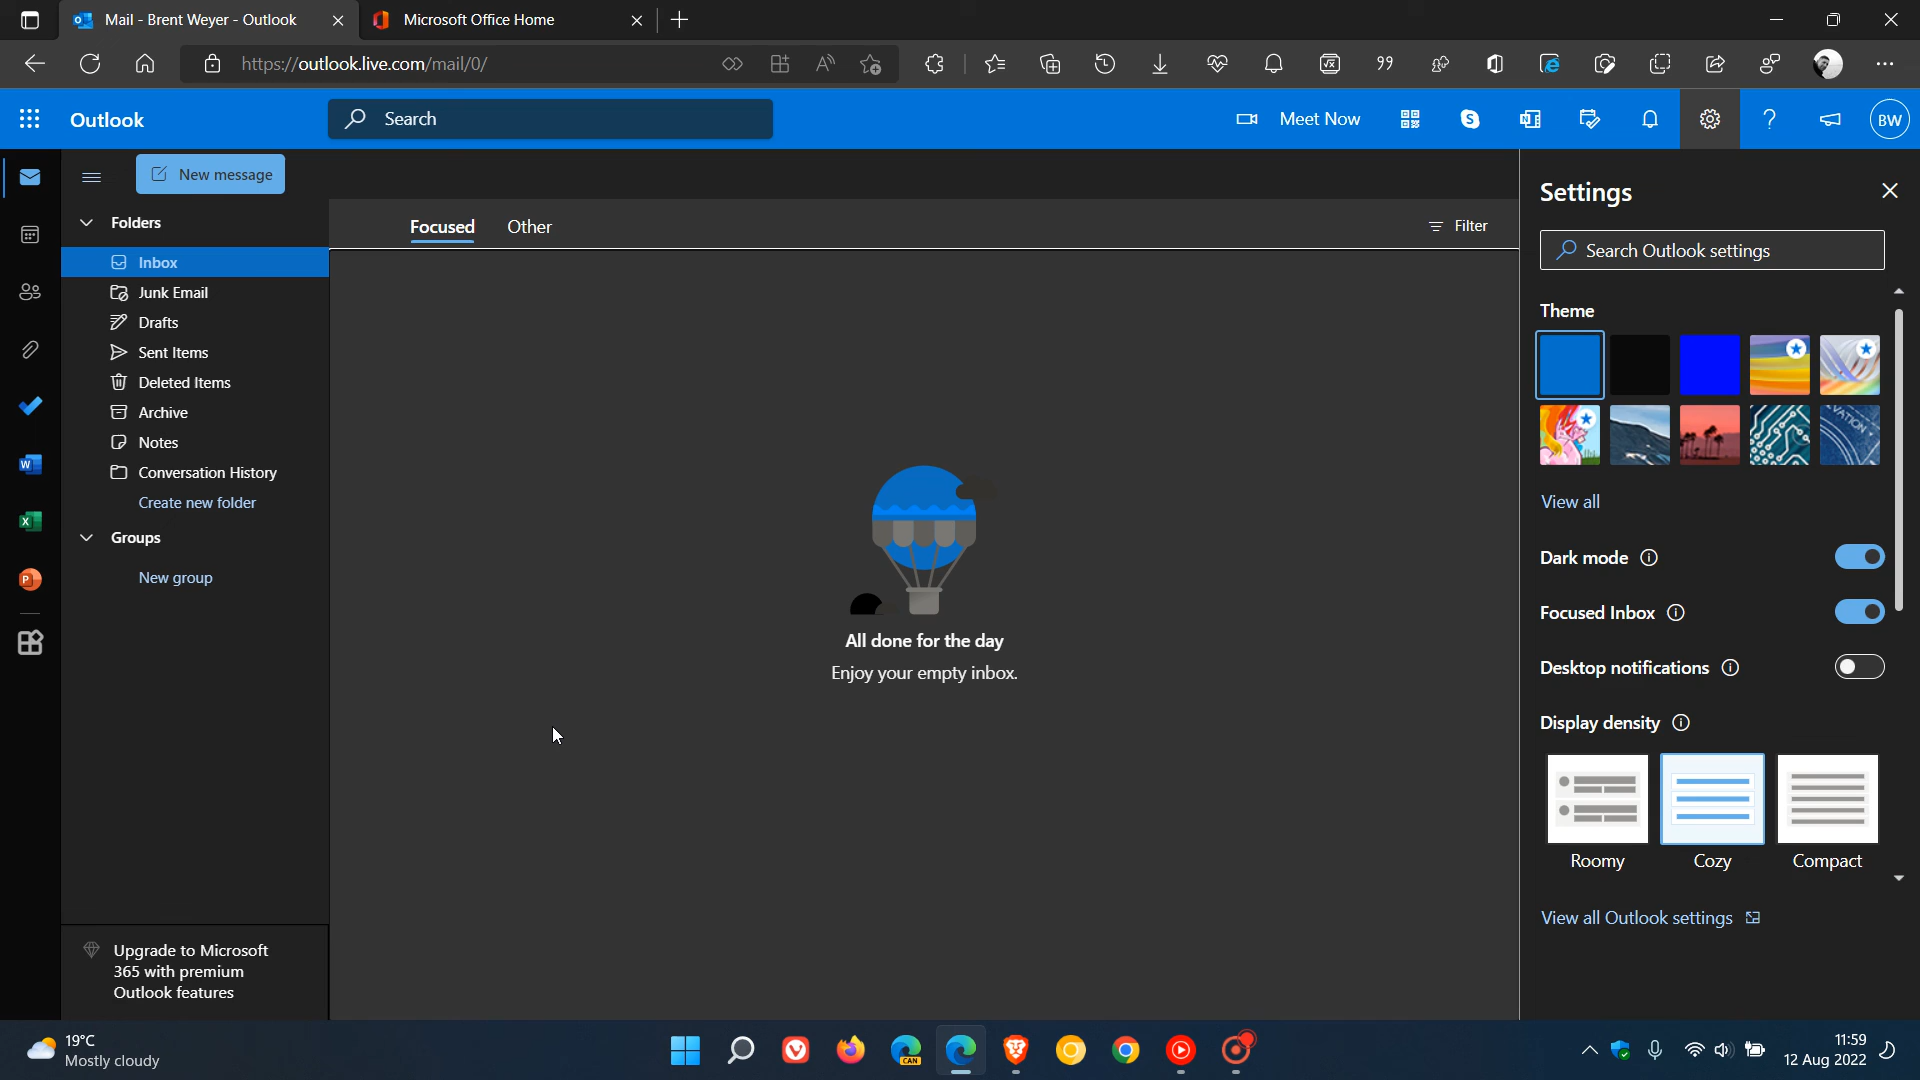 Mail - Brent Weyer - Outlook
Microsoft Office Home
https://outlook.live.com/mail/0/
Outlook
Search
Meet Now
BW
New message
Folders
Inbox
Junk Email
Drafts
Sent Items
Deleted Items
Archive
Notes
Conversation History
Create new folder
Groups
New group
Upgrade to Microsoft
365 with premium
Outlook features
Focused
Other
Filter
All done for the day
Enjoy your empty inbox.
Settings
Search Outlook settings
Theme
View all
Dark mode
Focused Inbox
Desktop notifications
Display density
Roomy
Cozy
Compact
View all Outlook settings
19°C
Mostly cloudy
CAN
11:59
12 Aug 2022